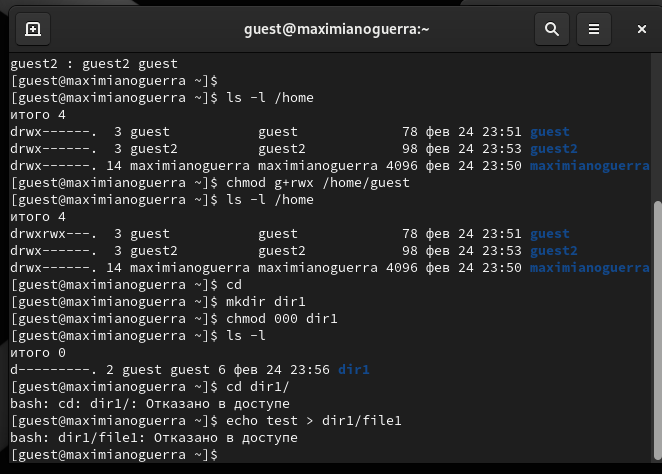 guest@maximianoguerra:~
guest2 : guest2 guest
[guest@maximianoguerra ~]$
[guest@maximianoguerra ~]$ ls -l /home
итого 4
drwx------.  3 guest           guest             78 фев 24 23:51 guest
drwx------.  3 guest2          guest2            98 фев 24 23:53 guest2
drwx------. 14 maximianoguerra maximianoguerra 4096 фев 24 23:50 maximianoguerra
[guest@maximianoguerra ~]$ chmod g+rwx /home/guest
[guest@maximianoguerra ~]$ ls -l /home
итого 4
drwxrwx---.  3 guest           guest             78 фев 24 23:51 guest
drwx------.  3 guest2          guest2            98 фев 24 23:53 guest2
drwx------. 14 maximianoguerra maximianoguerra 4096 фев 24 23:50 maximianoguerra
[guest@maximianoguerra ~]$ cd
[guest@maximianoguerra ~]$ mkdir dir1
[guest@maximianoguerra ~]$ chmod 000 dir1
[guest@maximianoguerra ~]$ ls -l
итого 0
d---------. 2 guest guest 6 фев 24 23:56 dir1
[guest@maximianoguerra ~]$ cd dir1/
bash: cd: dir1/: Отказано в доступе
[guest@maximianoguerra ~]$ echo test > dir1/file1
bash: dir1/file1: Отказано в доступе
[guest@maximianoguerra ~]$